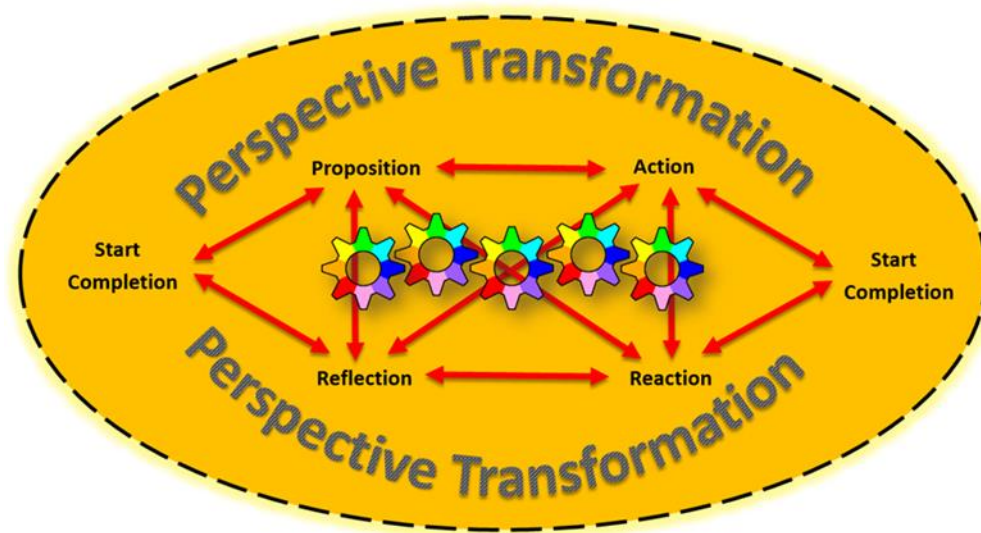 Perspective Transformation
Proposition
Action
Start
Completion
Start
Completion
Reflection
Reaction
Perspective Transformation